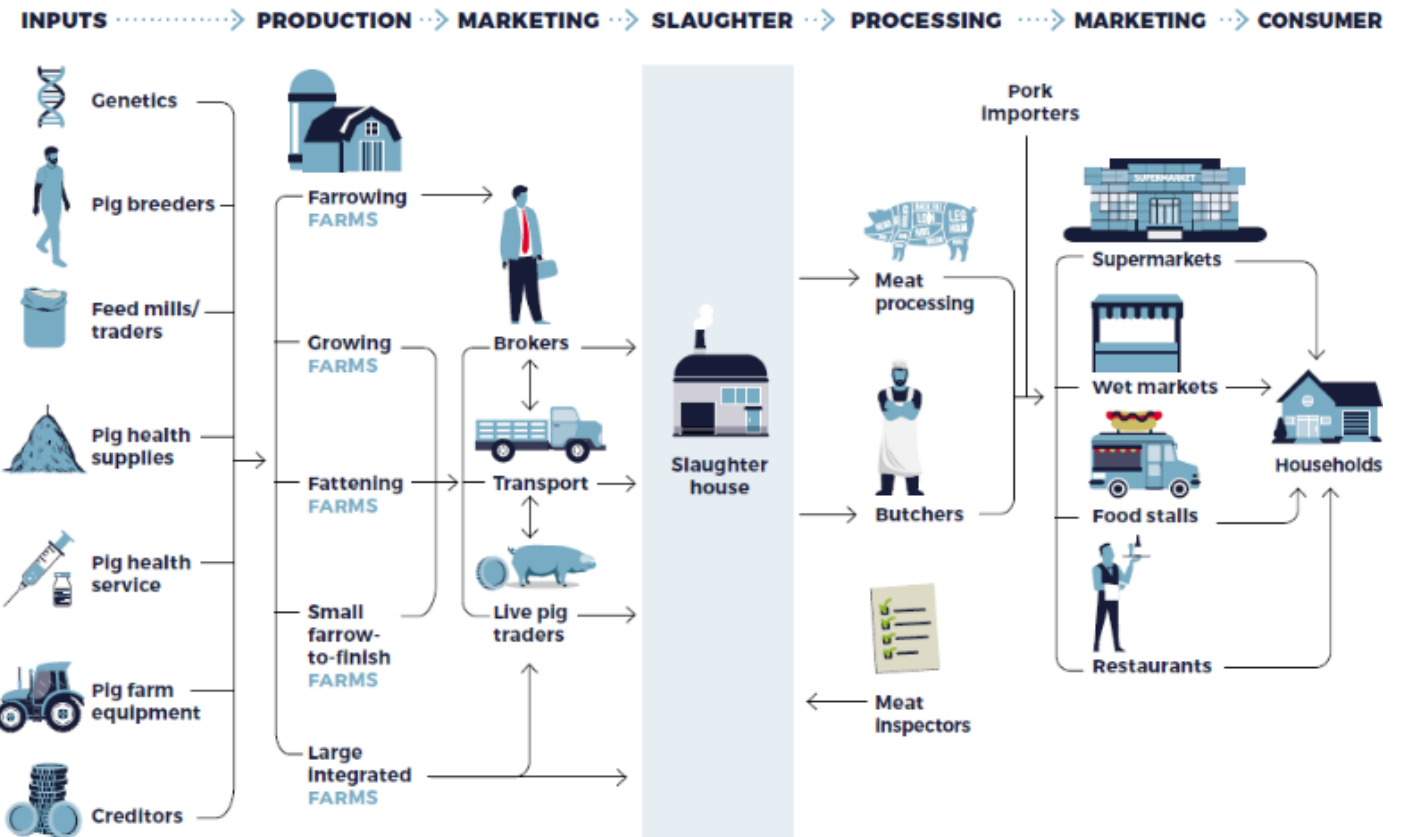 INPUTS
PRODUCTION
MARKETING
SLAUGHTER
PROCESSING
MARKETING
CONSUMER
Genetics
Pig breeders
Feed mills/
traders
Pig health
supplies
Pig health
service
Pig farm
equipment
Creditors
Farrowing
FARMS
Growing
FARMS
Fattening
FARMS
Small
farrow-
to-finish
FARMS
Large
integrated
FARMS
Brokers
Transport
Live pig
traders
Slaughter
house
LOIN
LEG
HAM
Meat
processing
Butchers
Meat
inspectors
Pork
importers
SUPERMARKET
Supermarkets
Wet markets
Food stalls
Restaurants
Households